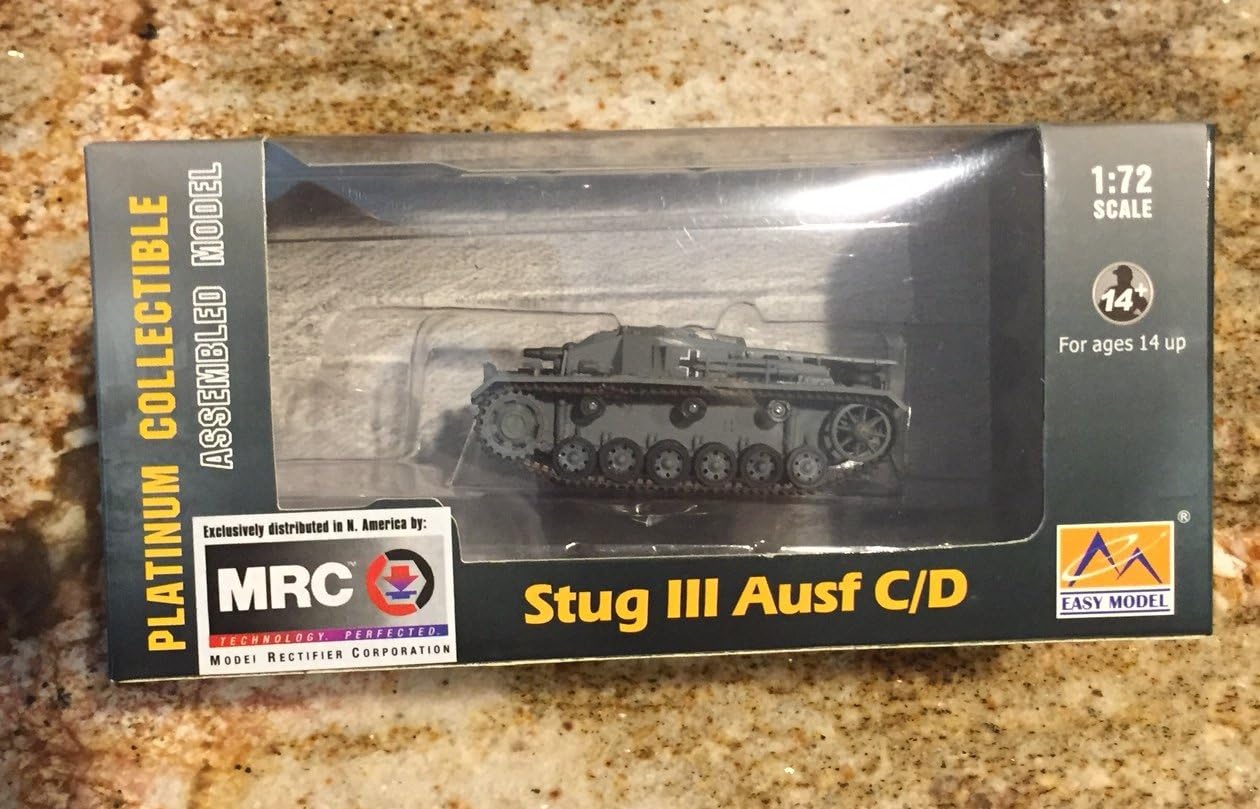 PLATINUM COLLECTIBLE
ASSEMBLED MODEL
1:72
SCALE
14+
For ages 14 up
Exclusively distributed in N. America by:
MRC™
TECHNOLOGY. PERFECTED.
MODEL RECTIFIER CORPORATION
Stug III Ausf C/D
®
EASY MODEL